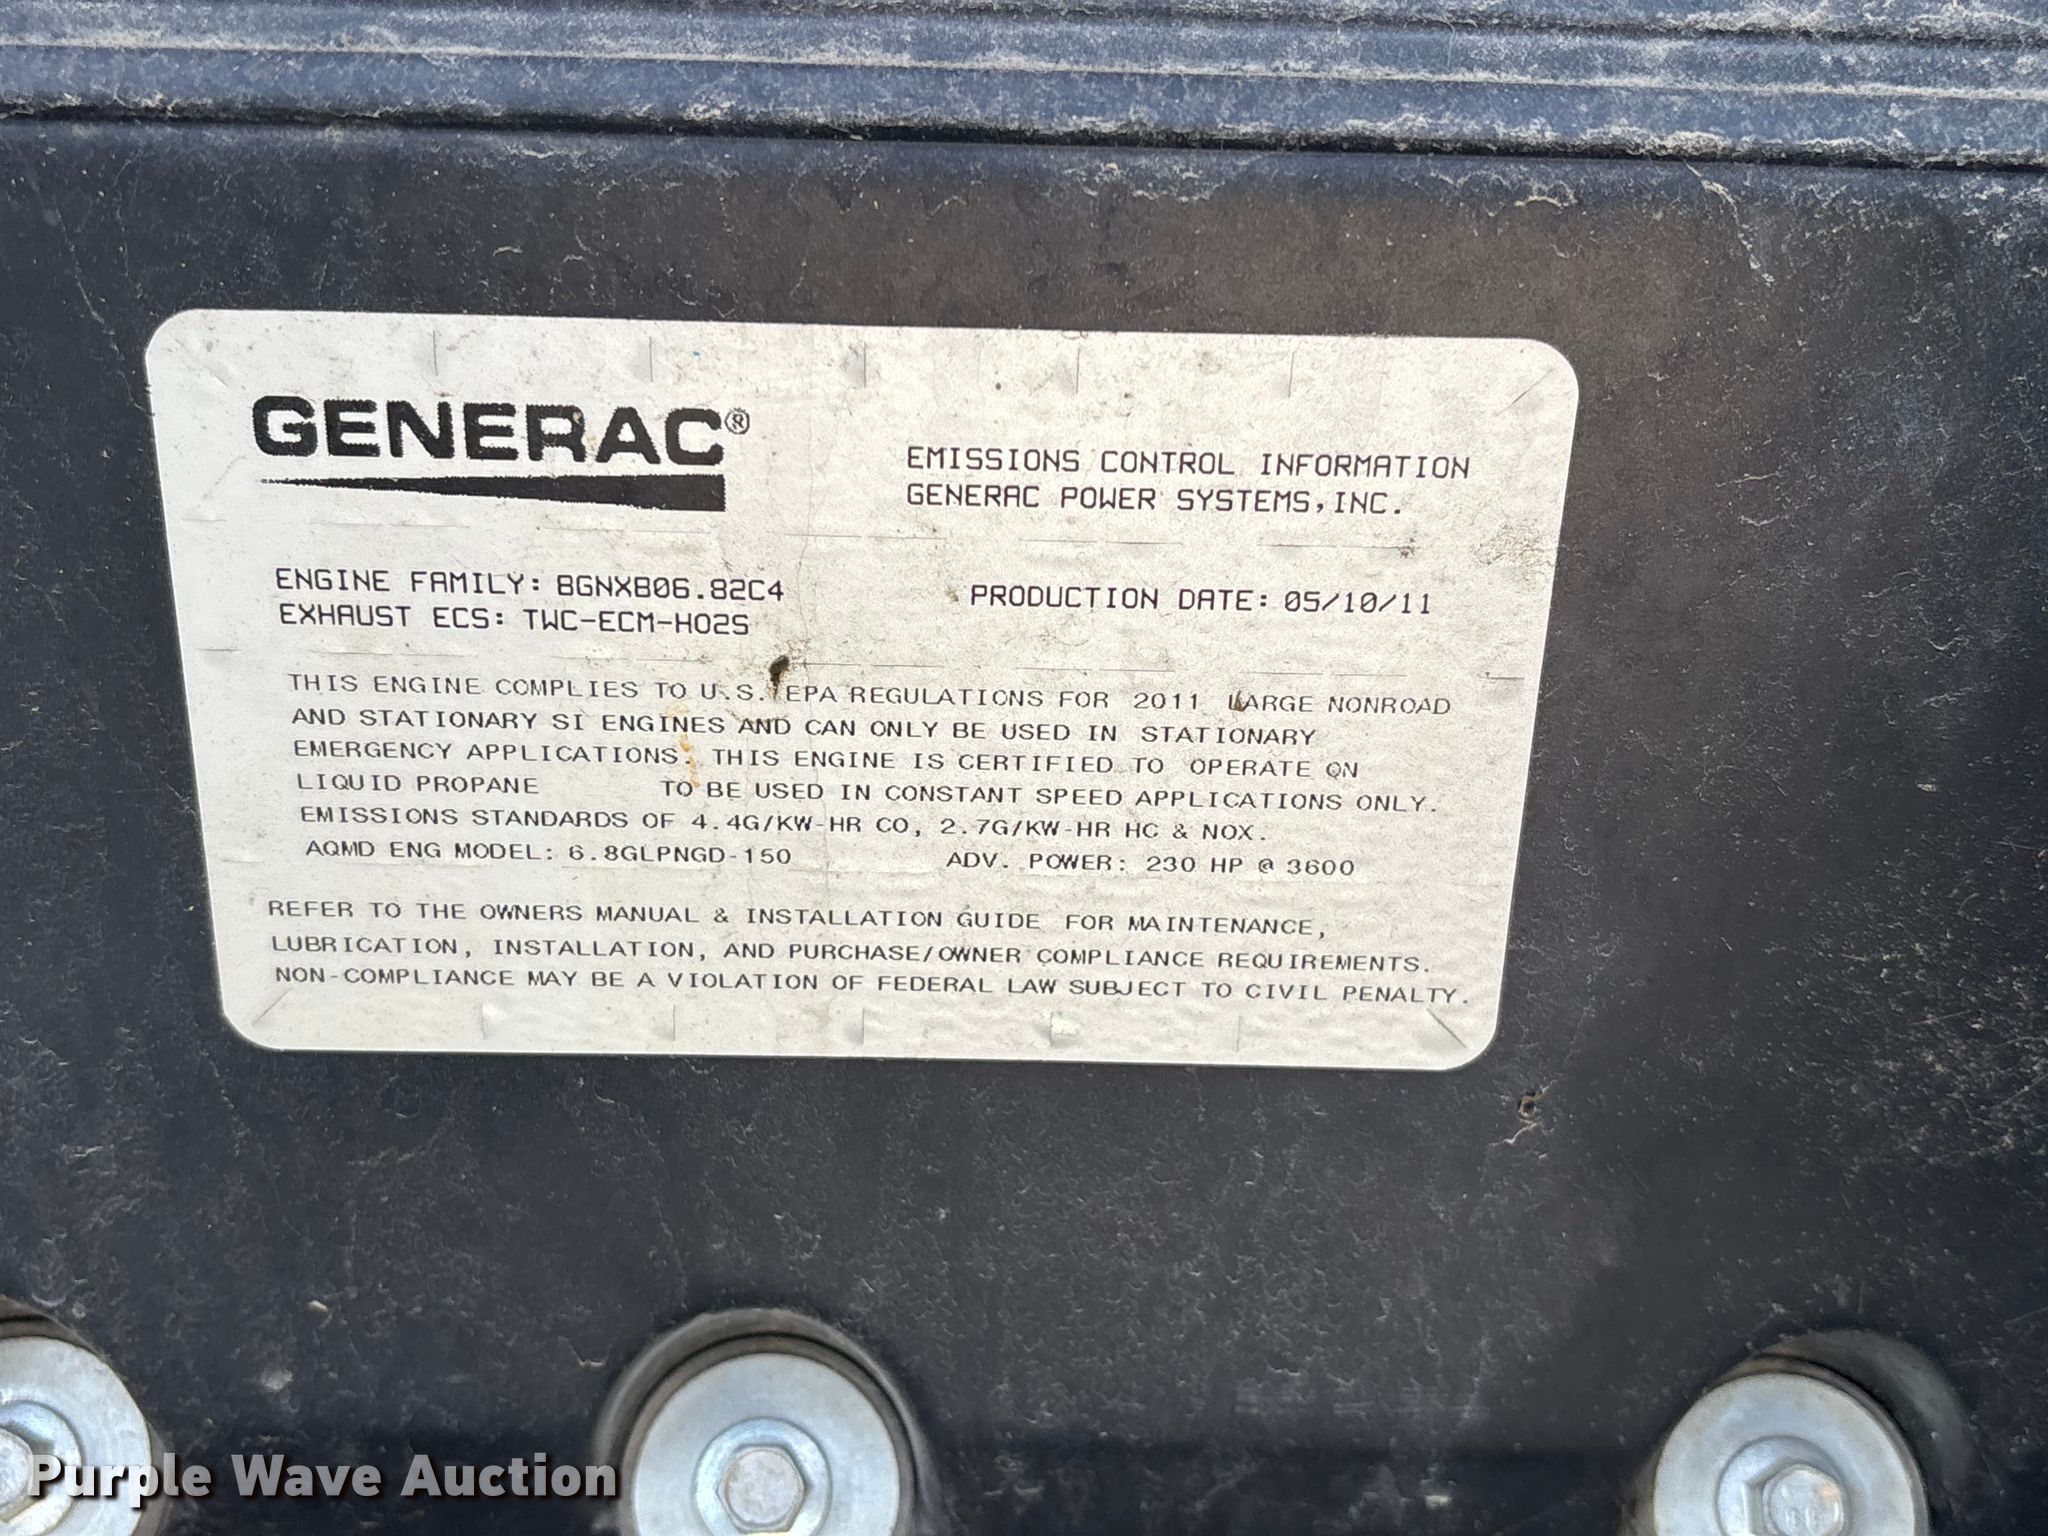 GENERAC®
EMISSIONS CONTROL INFORMATION
GENERAC POWER SYSTEMS, INC.
ENGINE FAMILY: 8GNXB06.82C4
PRODUCTION DATE: 05/10/11
EXHAUST ECS: TWC-ECM-HO2S
THIS ENGINE COMPLIES TO U.S. EPA REGULATIONS FOR 2011 LARGE NONROAD
AND STATIONARY SI ENGINES AND CAN ONLY BE USED IN STATIONARY
EMERGENCY APPLICATIONS. THIS ENGINE IS CERTIFIED TO OPERATE ON
LIQUID PROPANE TO BE USED IN CONSTANT SPEED APPLICATIONS ONLY.
EMISSIONS STANDARDS OF 4.4G/KW-HR CO, 2.7G/KW-HR HC & NOX.
AQMD ENG MODEL: 6.8GLPNGD-150 ADV. POWER: 230 HP @ 3600
REFER TO THE OWNERS MANUAL & INSTALLATION GUIDE FOR MAINTENANCE,
LUBRICATION, INSTALLATION, AND PURCHASE/OWNER COMPLIANCE REQUIREMENTS.
NON-COMPLIANCE MAY BE A VIOLATION OF FEDERAL LAW SUBJECT TO CIVIL PENALTY.
Purple Wave Auction